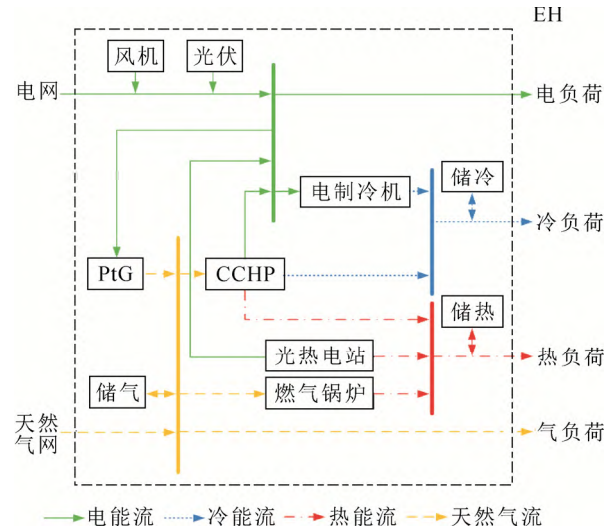 EH
风机
光伏
电网
电负荷
电制冷机
储冷
冷负荷
PtG
CCHP
储热
光热电站
热负荷
储气
燃气锅炉
天然
气网
气负荷
电能流
冷能流
热能流
天然气流